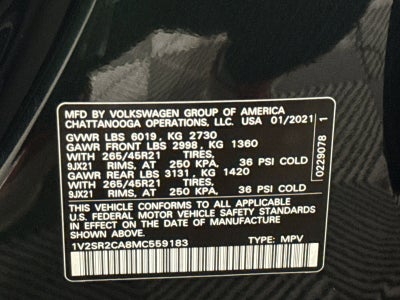 MFD BY VOLKSWAGEN GROUP OF AMERICA
CHATTANOOGA OPERATIONS, LLC. USA 01/2021
GVWR LBS 6019, KG 2730
GAWR FRONT LBS 2998, KG 1360
WITH 265/45R21 TIRES,
9JX21 RIMS, AT 250 KPA, 36 PSI COLD
GAWR REAR LBS 3131, KG 1420
WITH 265/45R21 TIRES,
9JX21 RIMS, AT 250 KPA, 36 PSI COLD
THIS VEHICLE CONFORMS TO ALL APPLICABLE
U.S. FEDERAL MOTOR VEHICLE SAFETY STANDARDS
IN EFFECT ON THE DATE OF MANUFACTURE
SHOWN ABOVE.
1V2SR2CA8MC559183 TYPE: MPV
0229078 1